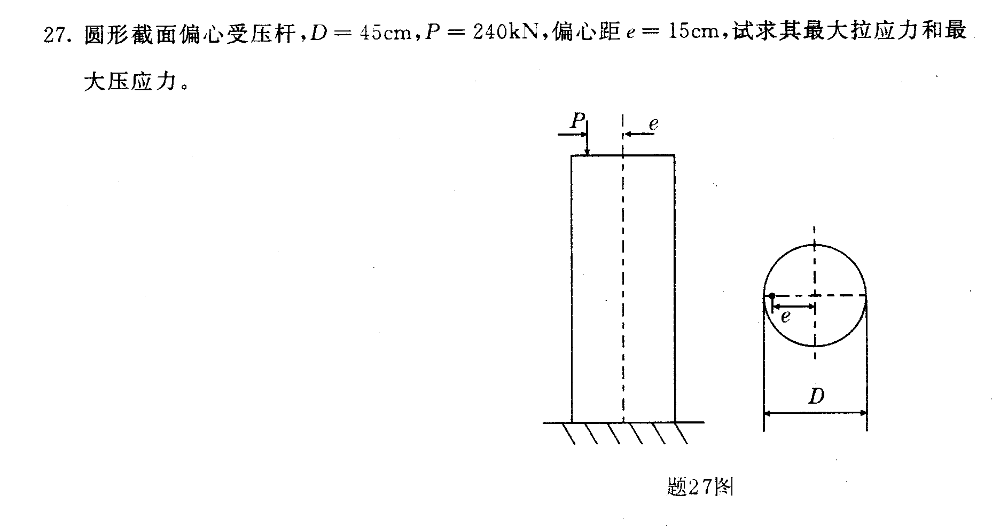 27. 圆形截面偏心受压杆,D = 45cm,P = 240kN,偏心距 e = 15cm,试求其最大拉应力和最
大压应力。
P
e
e
D
题27图